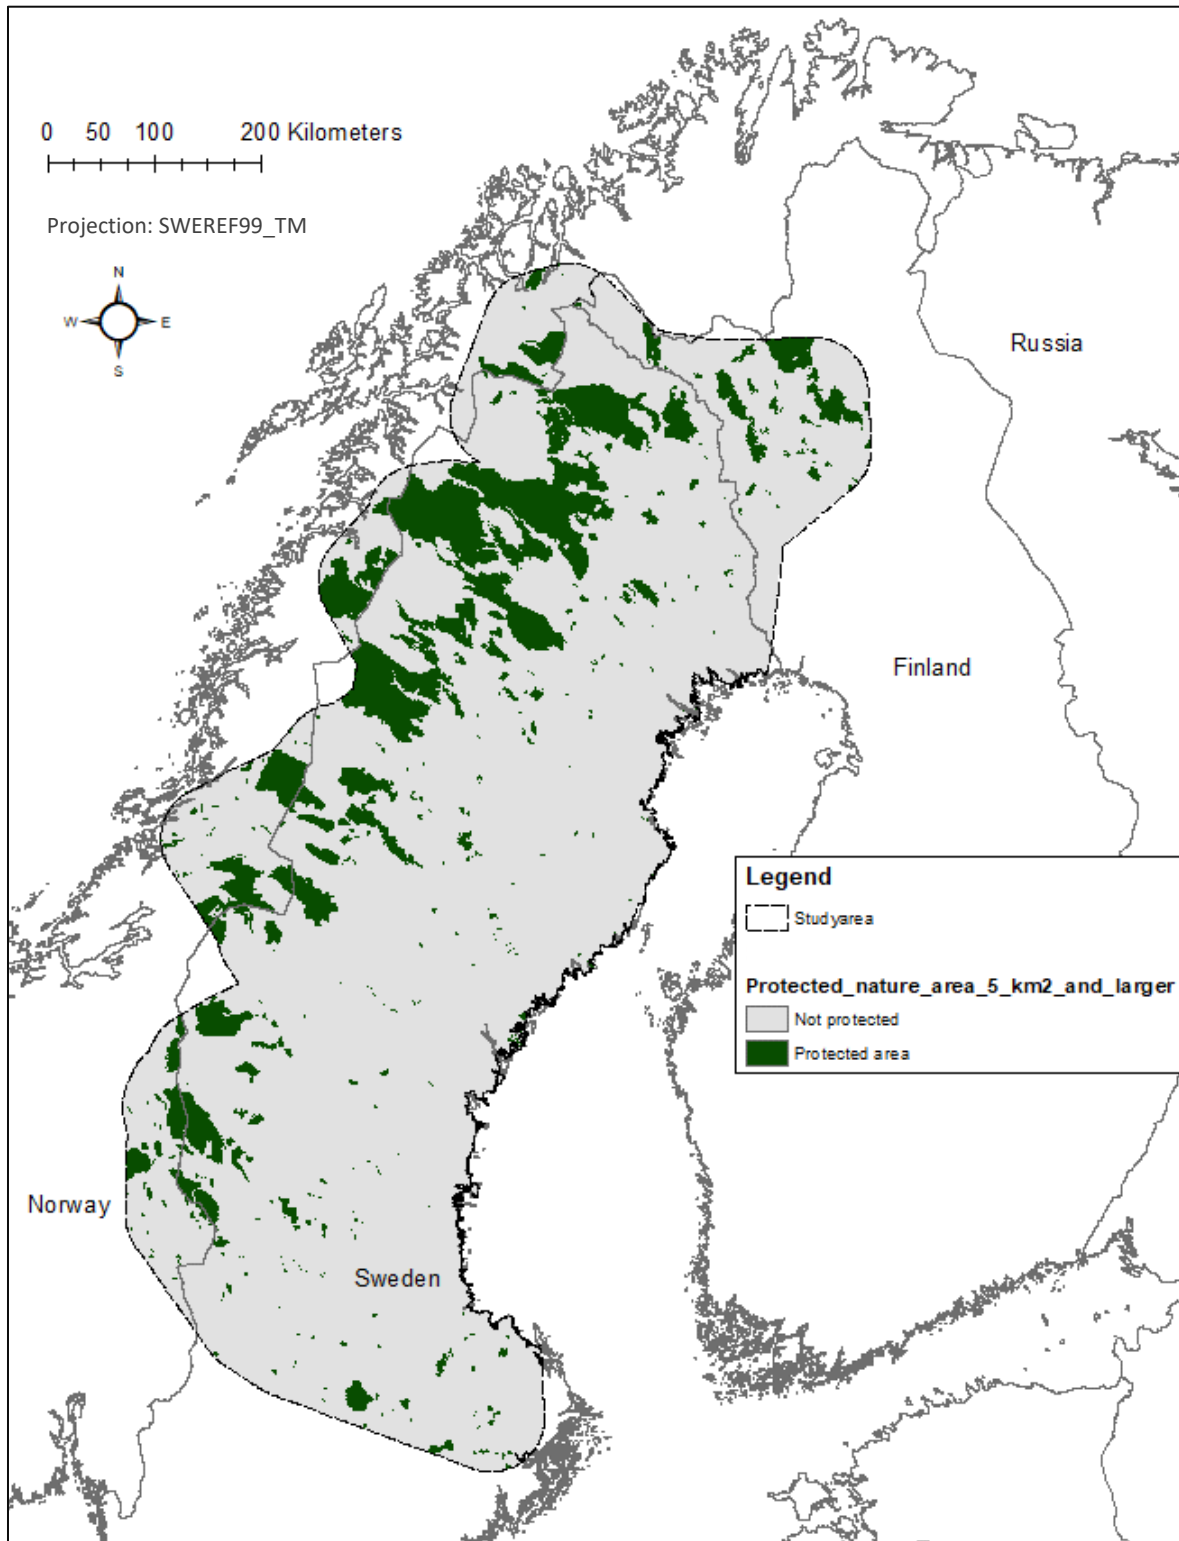 0 50 100 200 Kilometers
Projection: SWEREF99_TM
N
W E
S
Russia
Finland
Legend
Studyarea
Protected_nature_area_5_km2_and_larger
Not protected
Protected area
Norway
Sweden